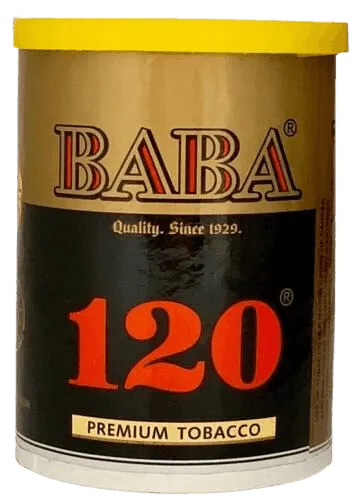 BABA®
Quality. Since 1929.
120®
PREMIUM TOBACCO